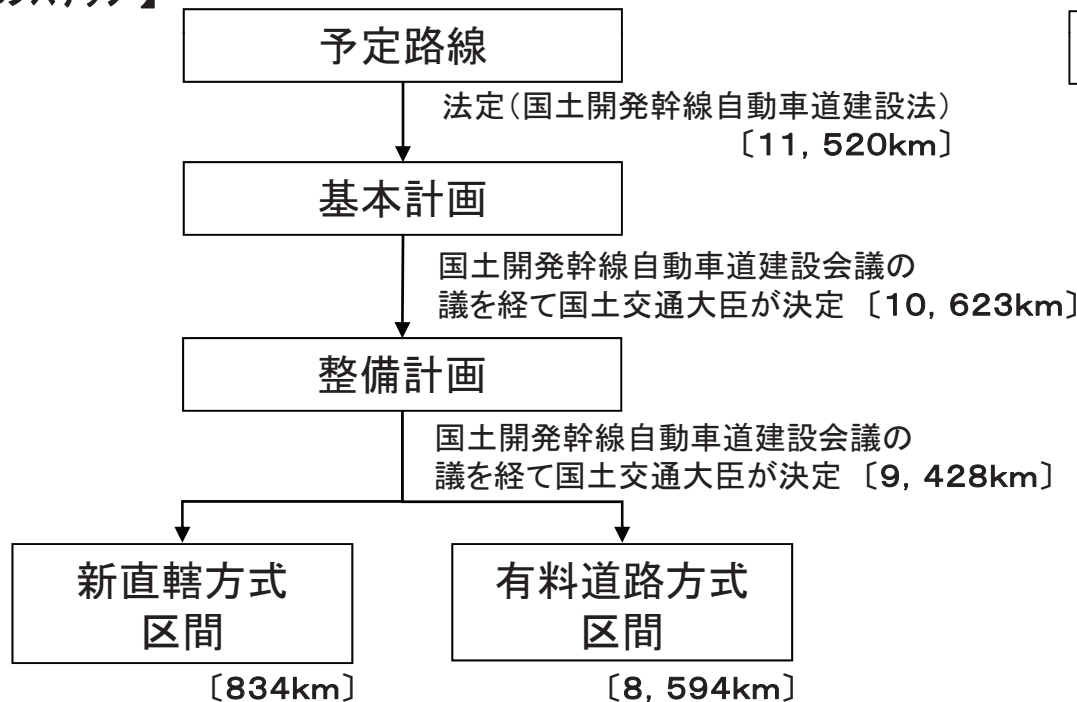 ステップ】
予定路線
法定(国土開発幹線自動車道建設法)
〔11, 520km〕
基本計画
国土開発幹線自動車道建設会議の
議を経て国土交通大臣が決定 〔10, 623km〕
整備計画
国土開発幹線自動車道建設会議の
議を経て国土交通大臣が決定 〔9, 428km〕
新直轄方式
区間
〔834km〕
有料道路方式
区間
〔8, 594km〕